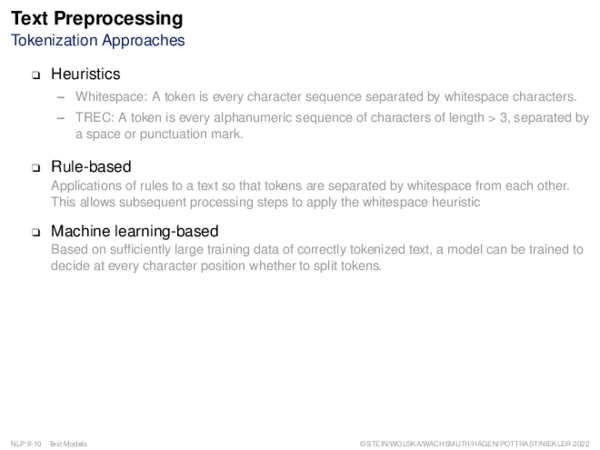 Text Preprocessing
Tokenization Approaches
❑ Heuristics
– Whitespace: A token is every character sequence separated by whitespace characters.
– TREC: A token is every alphanumeric sequence of characters of length > 3, separated by
a space or punctuation mark.
❑ Rule-based
Applications of rules to a text so that tokens are separated by whitespace from each other.
This allows subsequent processing steps to apply the whitespace heuristic
❑ Machine learning-based
Based on sufficiently large training data of correctly tokenized text, a model can be trained to
decide at every character position whether to split tokens.
NLP:II-10 Text Models ©STEIN/WOLSKA/WACHSMUTH/HAGEN/POTTHAST/NIEKLER 2022